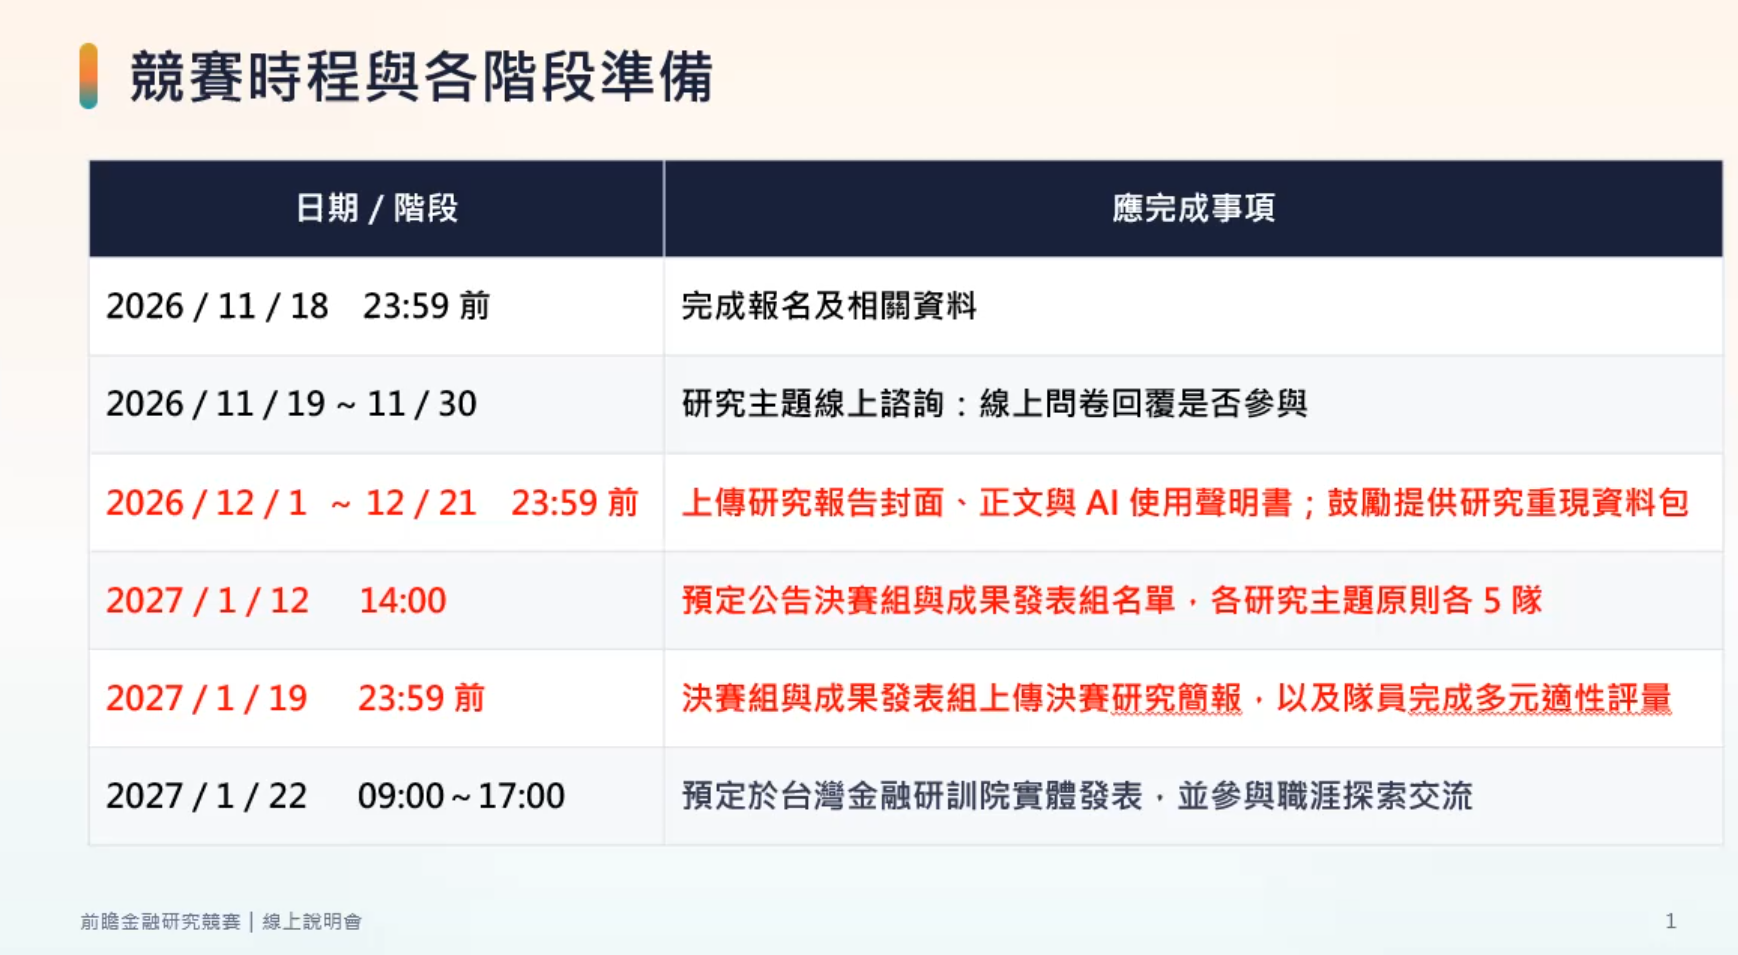 競賽時程與各階段準備
日期 / 階段
應完成事項
2026 / 11 / 18 23:59 前
完成報名及相關資料
2026 / 11 / 19 ~ 11 / 30
研究主題線上諮詢：線上問卷回覆是否參與
2026 / 12 / 1 ~ 12 / 21 23:59 前
上傳研究報告封面、正文與 AI 使用聲明書；鼓勵提供研究重現資料包
2027 / 1 / 12 14:00
預定公告決賽組與成果發表組名單，各研究主題原則各 5 隊
2027 / 1 / 19 23:59 前
決賽組與成果發表組上傳決賽研究簡報，以及隊員完成多元適性評量
2027 / 1 / 22 09:00~17:00
預定於台灣金融研訓院實體發表，並參與職涯探索交流
前瞻金融研究競賽 | 線上說明會
1